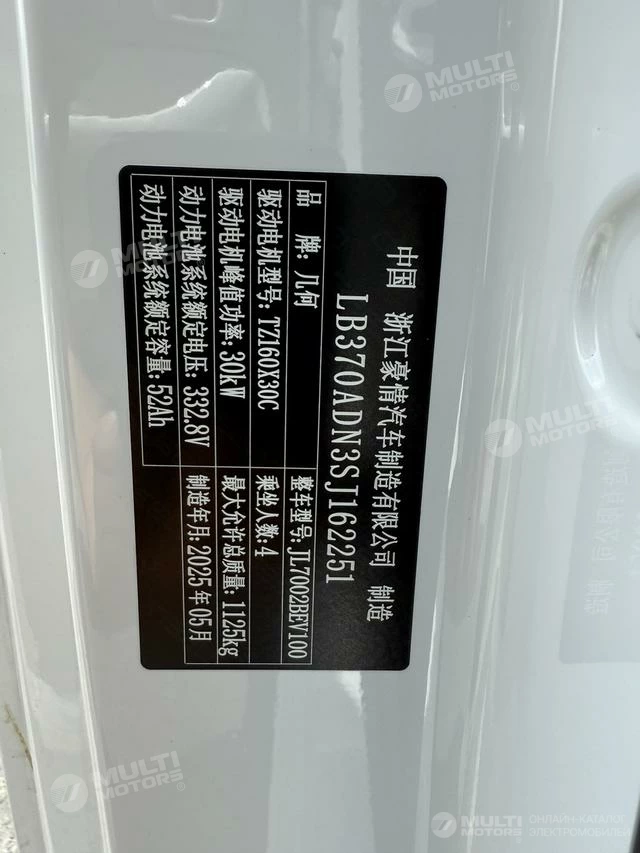 中国 浙江豪情汽车制造有限公司 制造
LB370ADN3SJ162251
品 牌: 几何 整车型号: JL7002BEV100
驱动电机型号: TZ160X30C 乘坐人数: 4
驱动电机峰值功率: 30kW 最大允许总质量: 1125kg
动力电池系统额定电压: 332.8V 制造年月: 2025年05月
动力电池系统额定容量: 52Ah
MULTI MOTORS
MULTI MOTORS
MULTI MOTORS
MULTI MOTORS
MULTI MOTORS
ОНЛАЙН-КАТАЛОГ
ЭЛЕКТРОМОБИЛЕЙ